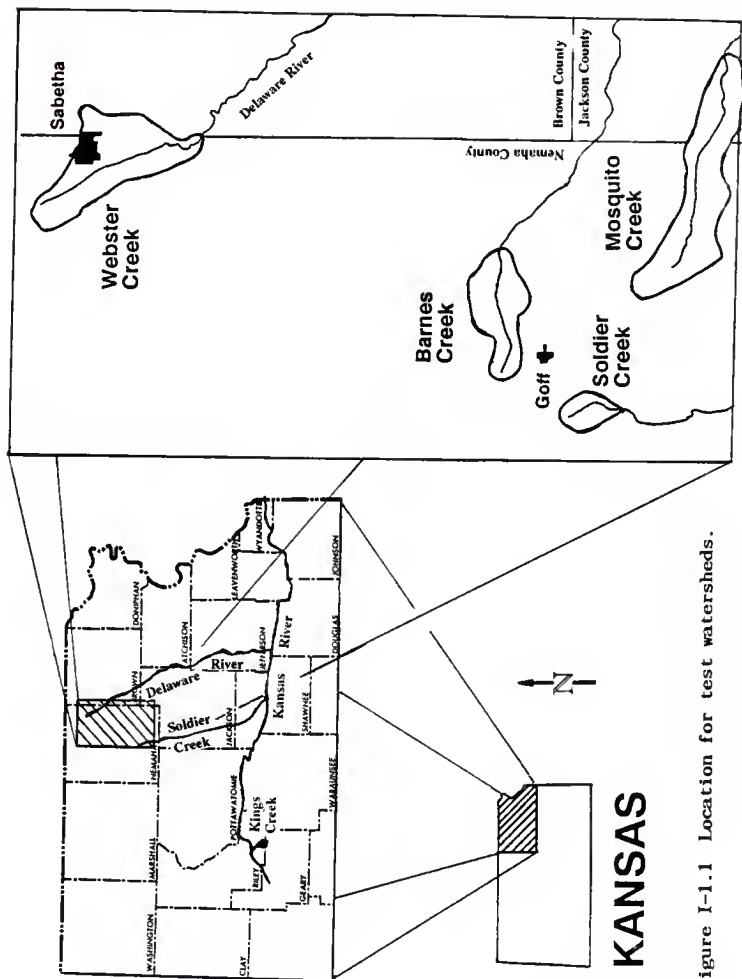 Sabetha
Webster
Creek
Delaware River
Nemaha County
Brown County
Jackson County
Barnes
Creek
Goff
Soldier
Creek
Mosquito
Creek
WASHINGTON
MARSHALL
NEMAHA
BROWN
DONIPHAN
ATCHISON
Delaware
River
Soldier
Creek
JACKSON
JEFFERSON
LEAVENWORTH
WYANDOTTE
CLAY
RILEY
POTTAWATOMIE
Kings
Creek
Kansas
River
GEARY
WABAUNSEE
SHAWNEE
DOUGLAS
JOHNSON
N
KANSAS
igure I-1.1 Location for test watersheds.